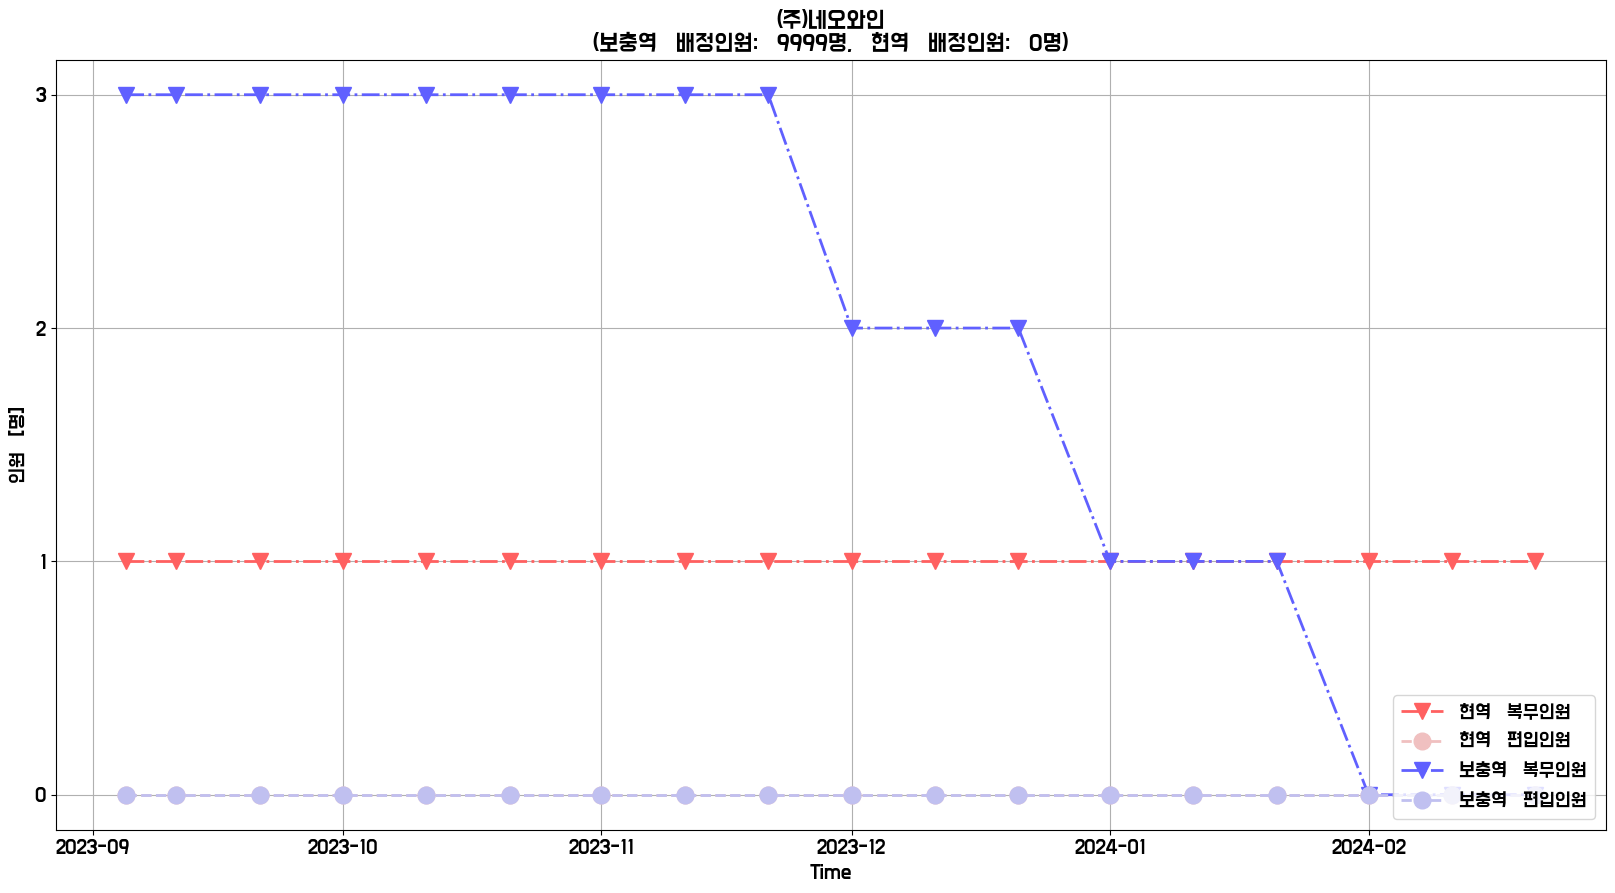 (주)네오와인
(보충역 배정인원: 9999명, 현역 배정인원: 0명)
3
2
1
0
인원 [명]
2023-09 2023-10 2023-11 2023-12 2024-01 2024-02
Time
현역 복무인원
현역 편입인원
보충역 복무인원
보충역 편입인원